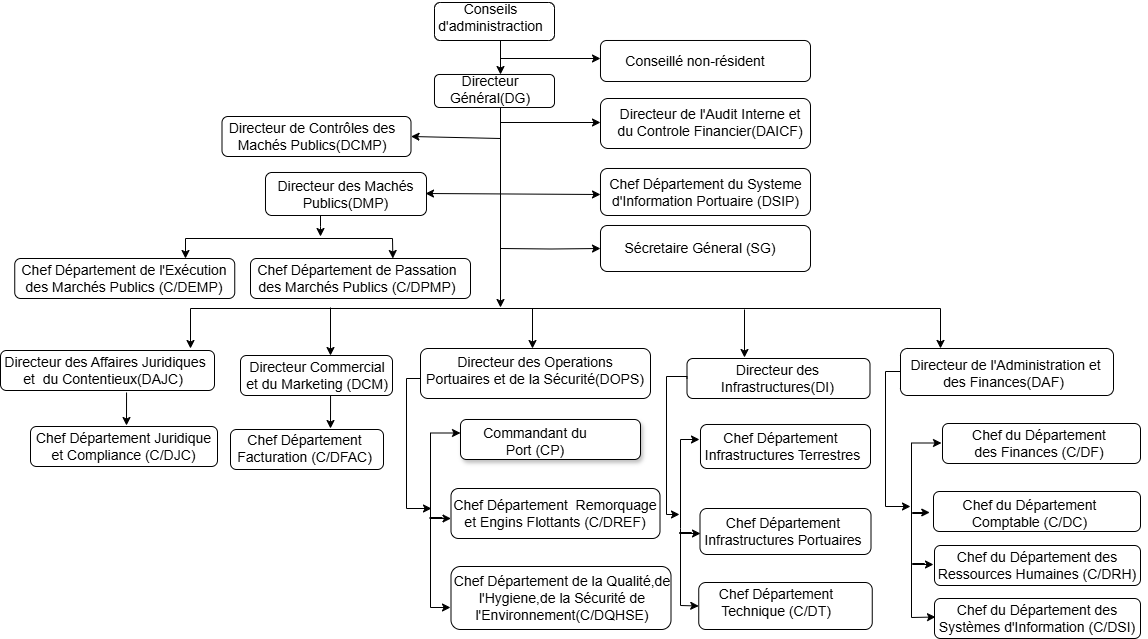 Conseils
d'administraction
Conseillé non-résident
Directeur
Général(DG)
Directeur de l'Audit Interne et
du Controle Financier(DAICF)
Directeur de Contrôles des
Machés Publics(DCMP)
Directeur des Machés
Publics(DMP)
Chef Département du Systeme
d'Information Portuaire (DSIP)
Sécretaire Géneral (SG)
Chef Département de l'Exécution
des Marchés Publics (C/DEMP)
Chef Département de Passation
des Marchés Publics (C/DPMP)
Directeur des Affaires Juridiques
et du Contentieux(DAJC)
Directeur Commercial
et du Marketing (DCM)
Directeur des Operations
Portuaires et de la Sécurité(DOPS)
Directeur des
Infrastructures(DI)
Directeur de l'Administration et
des Finances(DAF)
Chef Département Juridique
et Compliance (C/DJC)
Chef Département
Facturation (C/DFAC)
Commandant du
Port (CP)
Chef Département Remorquage
et Engins Flottants (C/DREF)
Chef Département de la Qualité,de
l'Hygiene,de la Sécurité de
l'Environnement(C/DQHSE)
Chef Département
Infrastructures Terrestres
Chef Département
Infrastructures Portuaires
Chef Département
Technique (C/DT)
Chef du Département
des Finances (C/DF)
Chef du Département
Comptable (C/DC)
Chef du Département des
Ressources Humaines (C/DRH)
Chef du Département des
Systèmes d'Information (C/DSI)